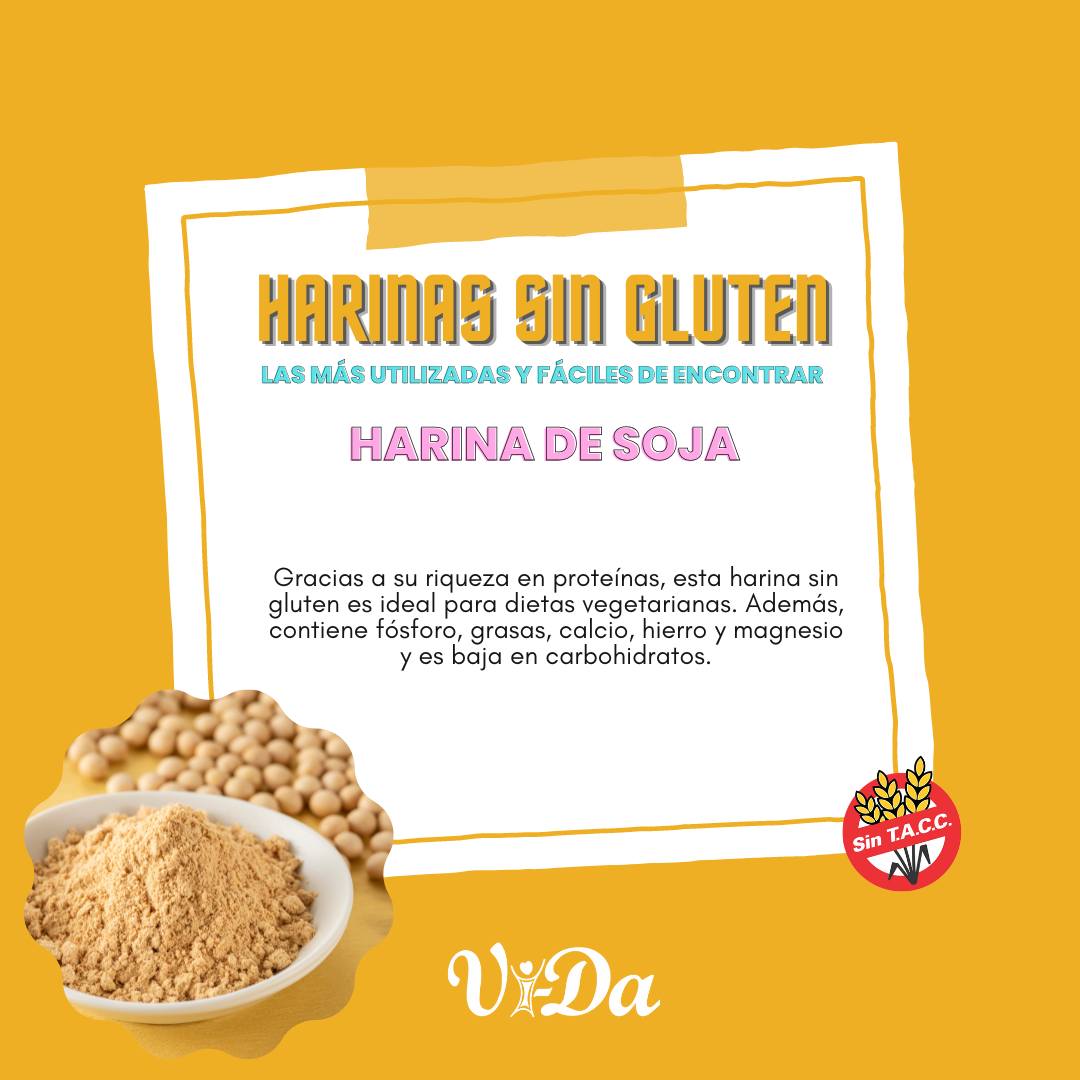 HARINAS SIN GLUTEN
LAS MÁS UTILIZADAS Y FÁCILES DE ENCONTRAR
HARINA DE SOJA
Gracias a su riqueza en proteínas, esta harina sin
gluten es ideal para dietas vegetarianas. Además,
contiene fósforo, grasas, calcio, hierro y magnesio
y es baja en carbohidratos.
Sin T.A.C.C.
Vi-Da